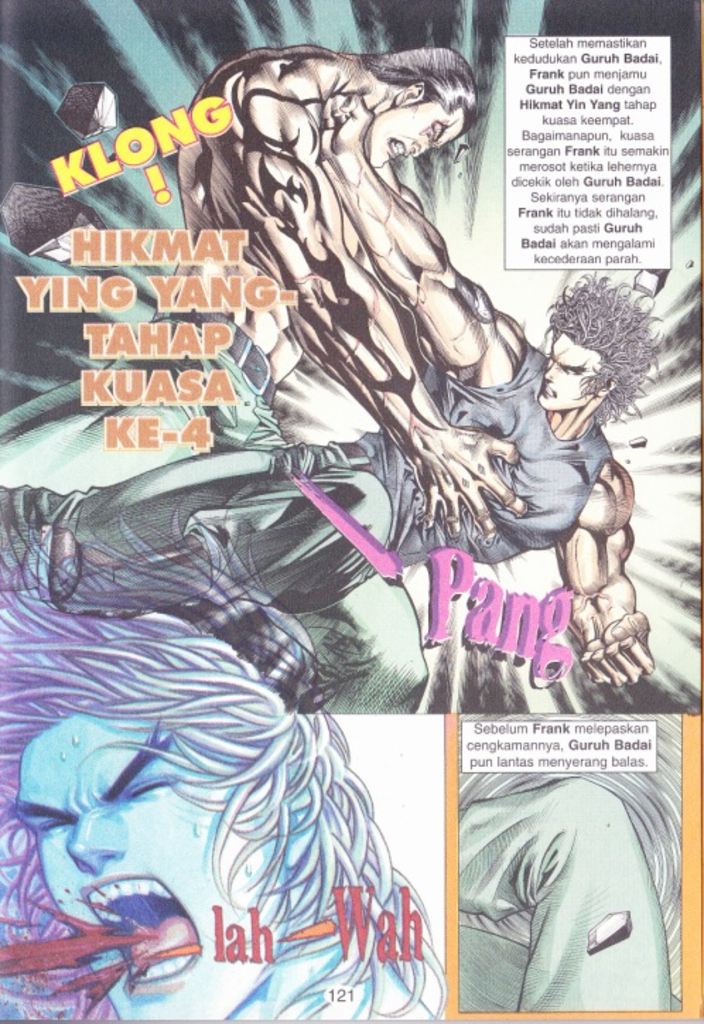 KLONG
!
HIKMAT
YING YANG-
TAHAP
KUASA
KE-4
Setelah memastikan
kedudukan Guruh Badai,
Frank pun menjamu
Guruh Badai dengan
Hikmat Yin Yang tahap
kuasa keempat.
Bagaimanapun, kuasa
serangan Frank itu semakin
merosot ketika lehernya
dicekik oleh Guruh Badai.
Sekiranya serangan
Frank itu tidak dihalang,
sudah pasti Guruh
Badai akan mengalami
kecederaan parah.
Pang
lah Wah
Sebelum Frank melepaskan
cengkamannya, Guruh Badai
pun lantas menyerang balas.
121